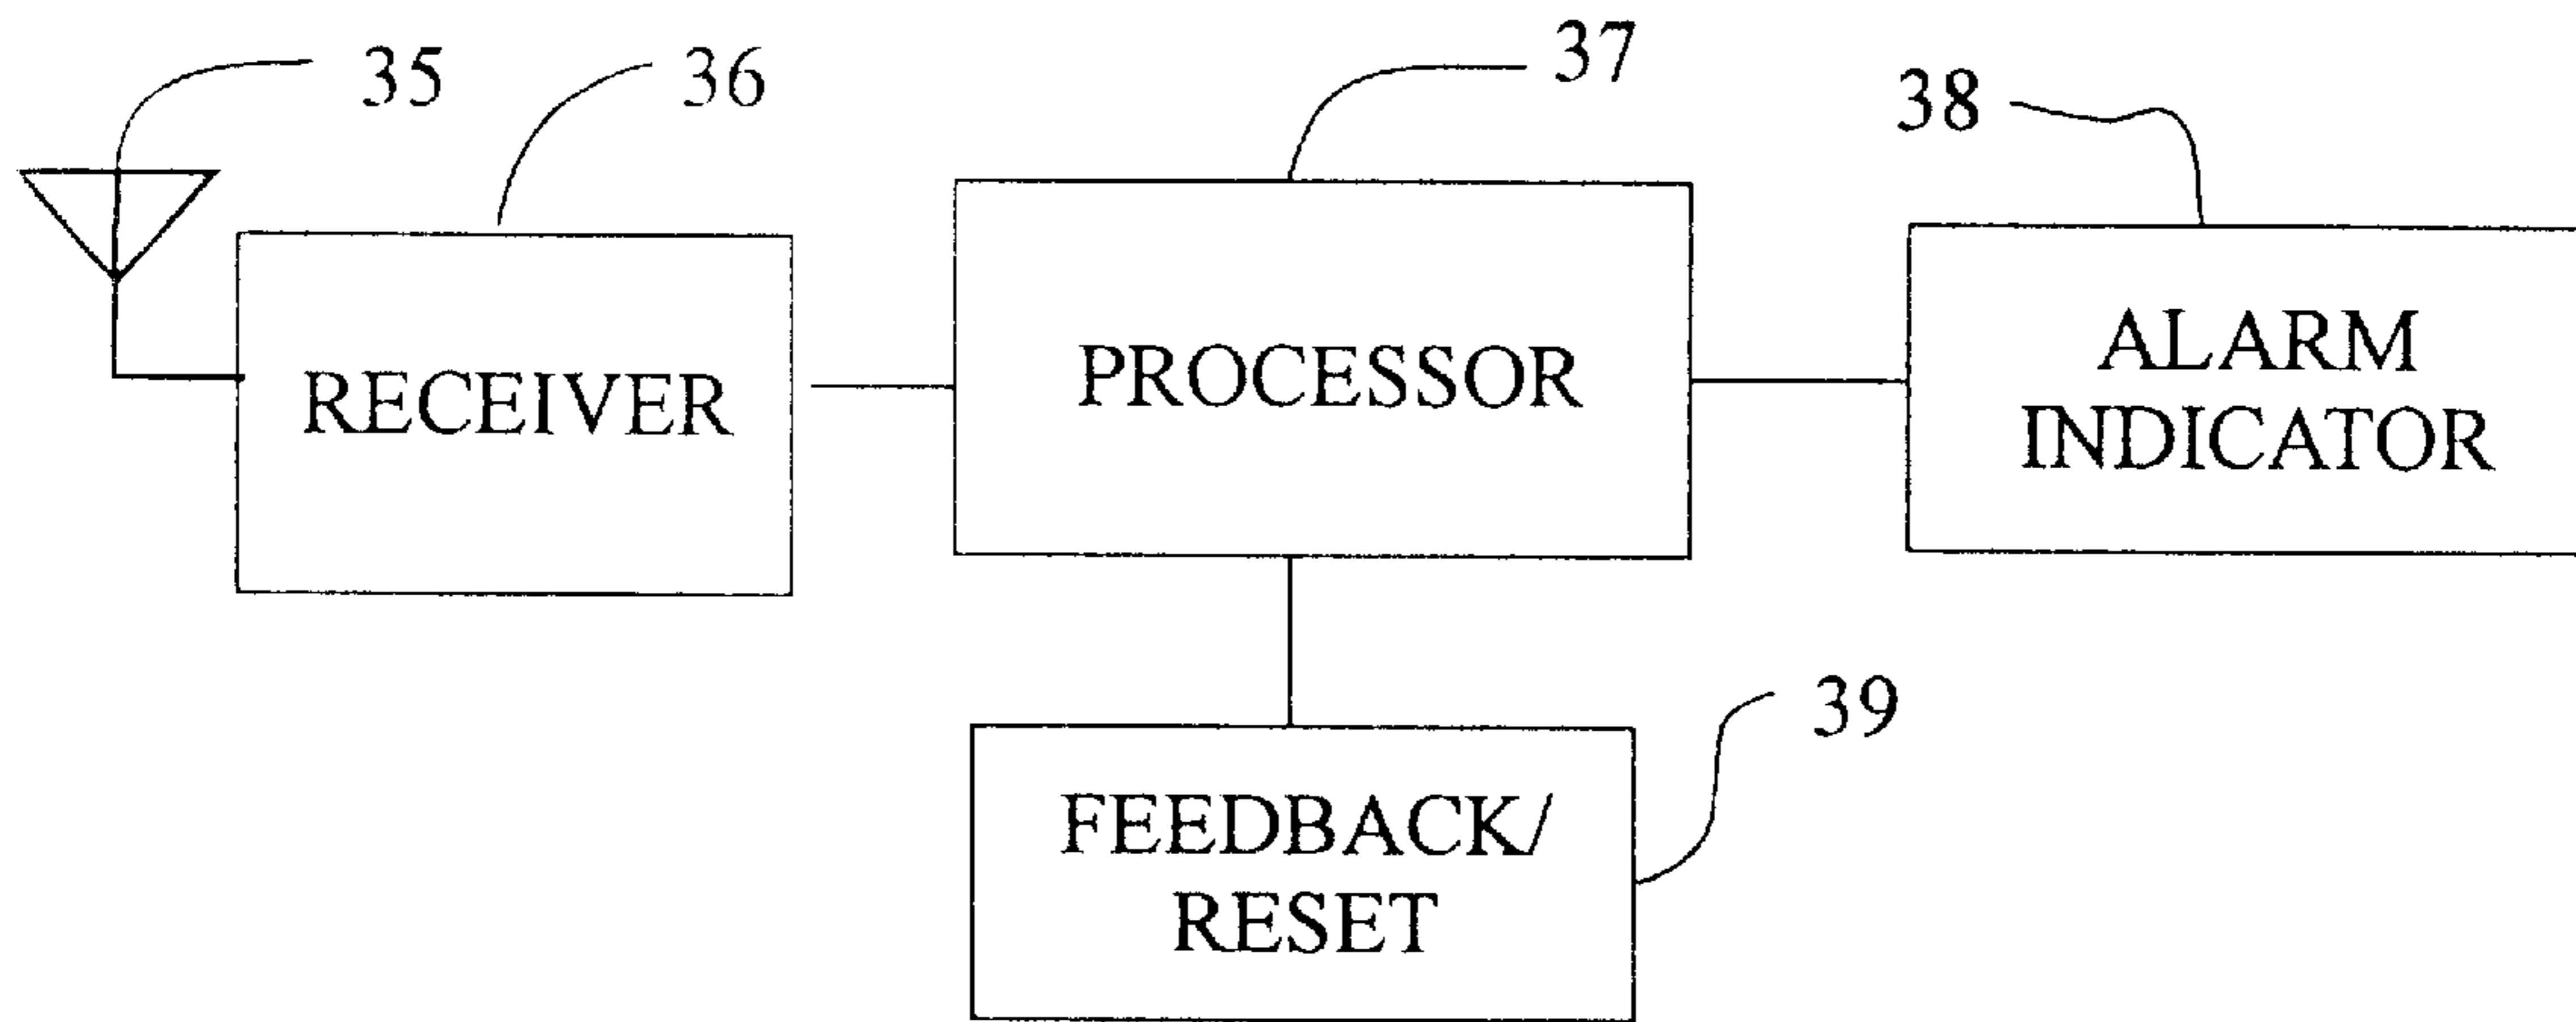 35
36
37
38
RECEIVER
PROCESSOR
ALARM
INDICATOR
39
FEEDBACK/
RESET